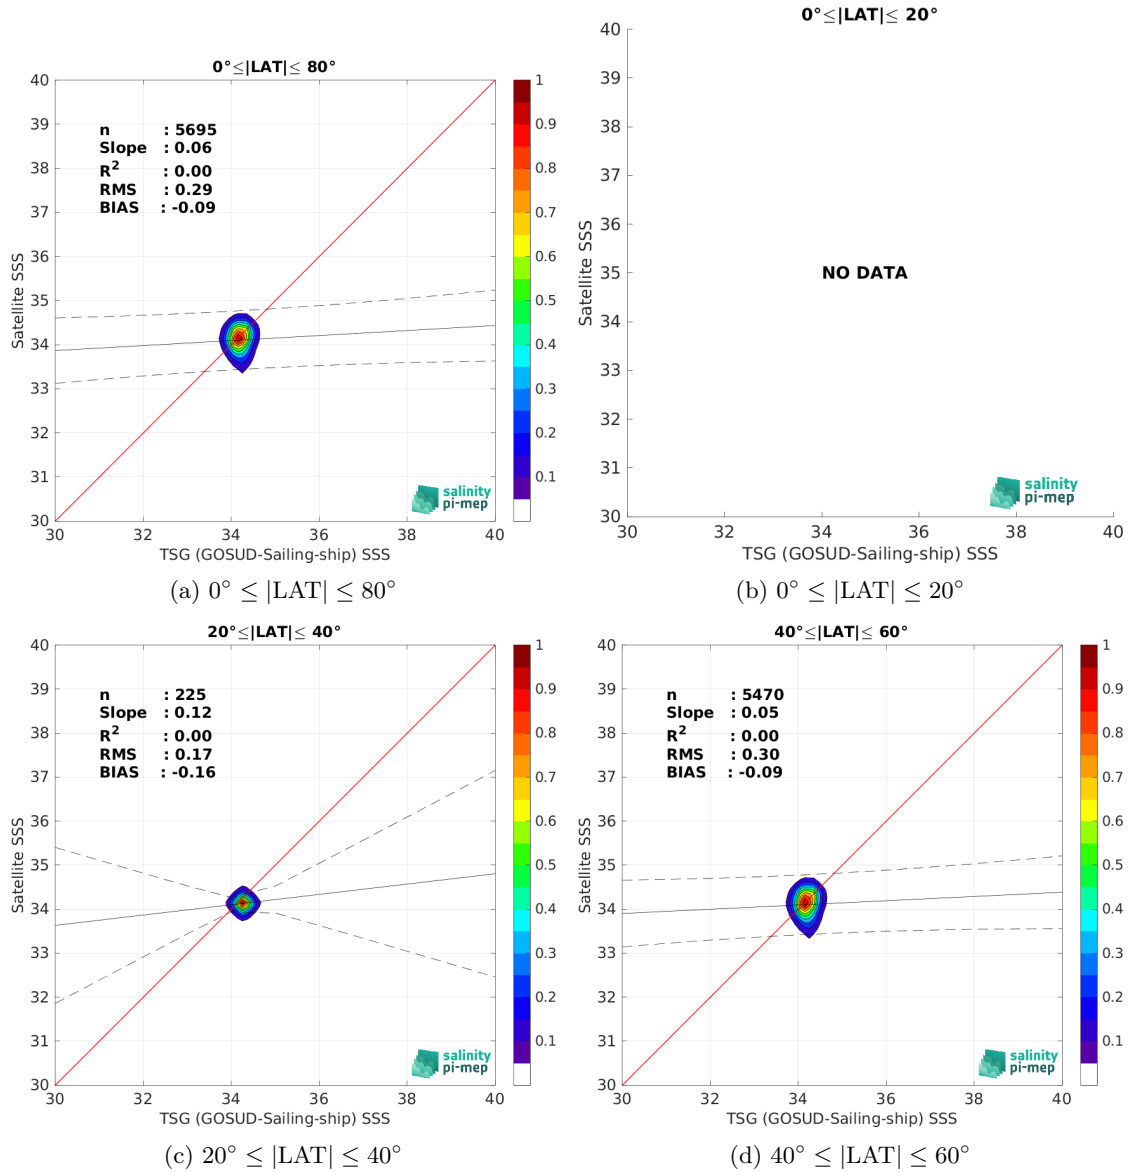 0°≤|LAT|≤ 80°
40
39
38
37
36
35
34
33
32
31
30
n : 5695
Slope : 0.06
R² : 0.00
RMS : 0.29
BIAS : -0.09
Satellite SSS
salinity
pi-mep
30 32 34 36 38 40
TSG (GOSUD-Sailing-ship) SSS
1
0.9
0.8
0.7
0.6
0.5
0.4
0.3
0.2
0.1
(a) 0° ≤ |LAT| ≤ 80°
0°≤|LAT|≤ 20°
40
39
38
37
36
35
34
33
32
31
30
Satellite SSS
NO DATA
salinity
pi-mep
30 32 34 36 38 40
TSG (GOSUD-Sailing-ship) SSS
(b) 0° ≤ |LAT| ≤ 20°
20°≤|LAT|≤ 40°
40
39
38
37
36
35
34
33
32
31
30
n : 225
Slope : 0.12
R² : 0.00
RMS : 0.17
BIAS : -0.16
Satellite SSS
salinity
pi-mep
30 32 34 36 38 40
TSG (GOSUD-Sailing-ship) SSS
1
0.9
0.8
0.7
0.6
0.5
0.4
0.3
0.2
0.1
(c) 20° ≤ |LAT| ≤ 40°
40°≤|LAT|≤ 60°
40
39
38
37
36
35
34
33
32
31
30
n : 5470
Slope : 0.05
R² : 0.00
RMS : 0.30
BIAS : -0.09
Satellite SSS
salinity
pi-mep
30 32 34 36 38 40
TSG (GOSUD-Sailing-ship) SSS
1
0.9
0.8
0.7
0.6
0.5
0.4
0.3
0.2
0.1
(d) 40° ≤ |LAT| ≤ 60°